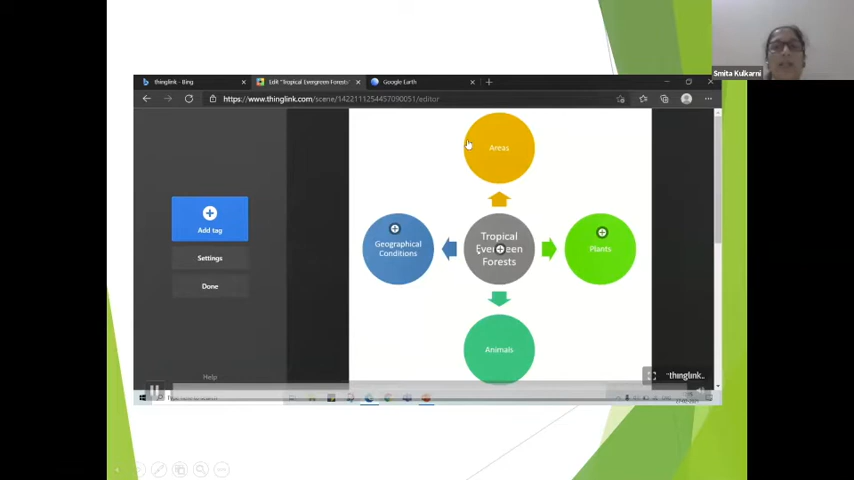 Smita Kulkarni
thinglink - Bing
Edit "Tropical Evergreen Forests"
Google Earth
https://www.thinglink.com/scene/1422111254457090051/editor
Areas
Add tag
Settings
Done
Help
Geographical
Conditions
Tropical
Evergreen
Forests
Plants
Animals
thinglink..